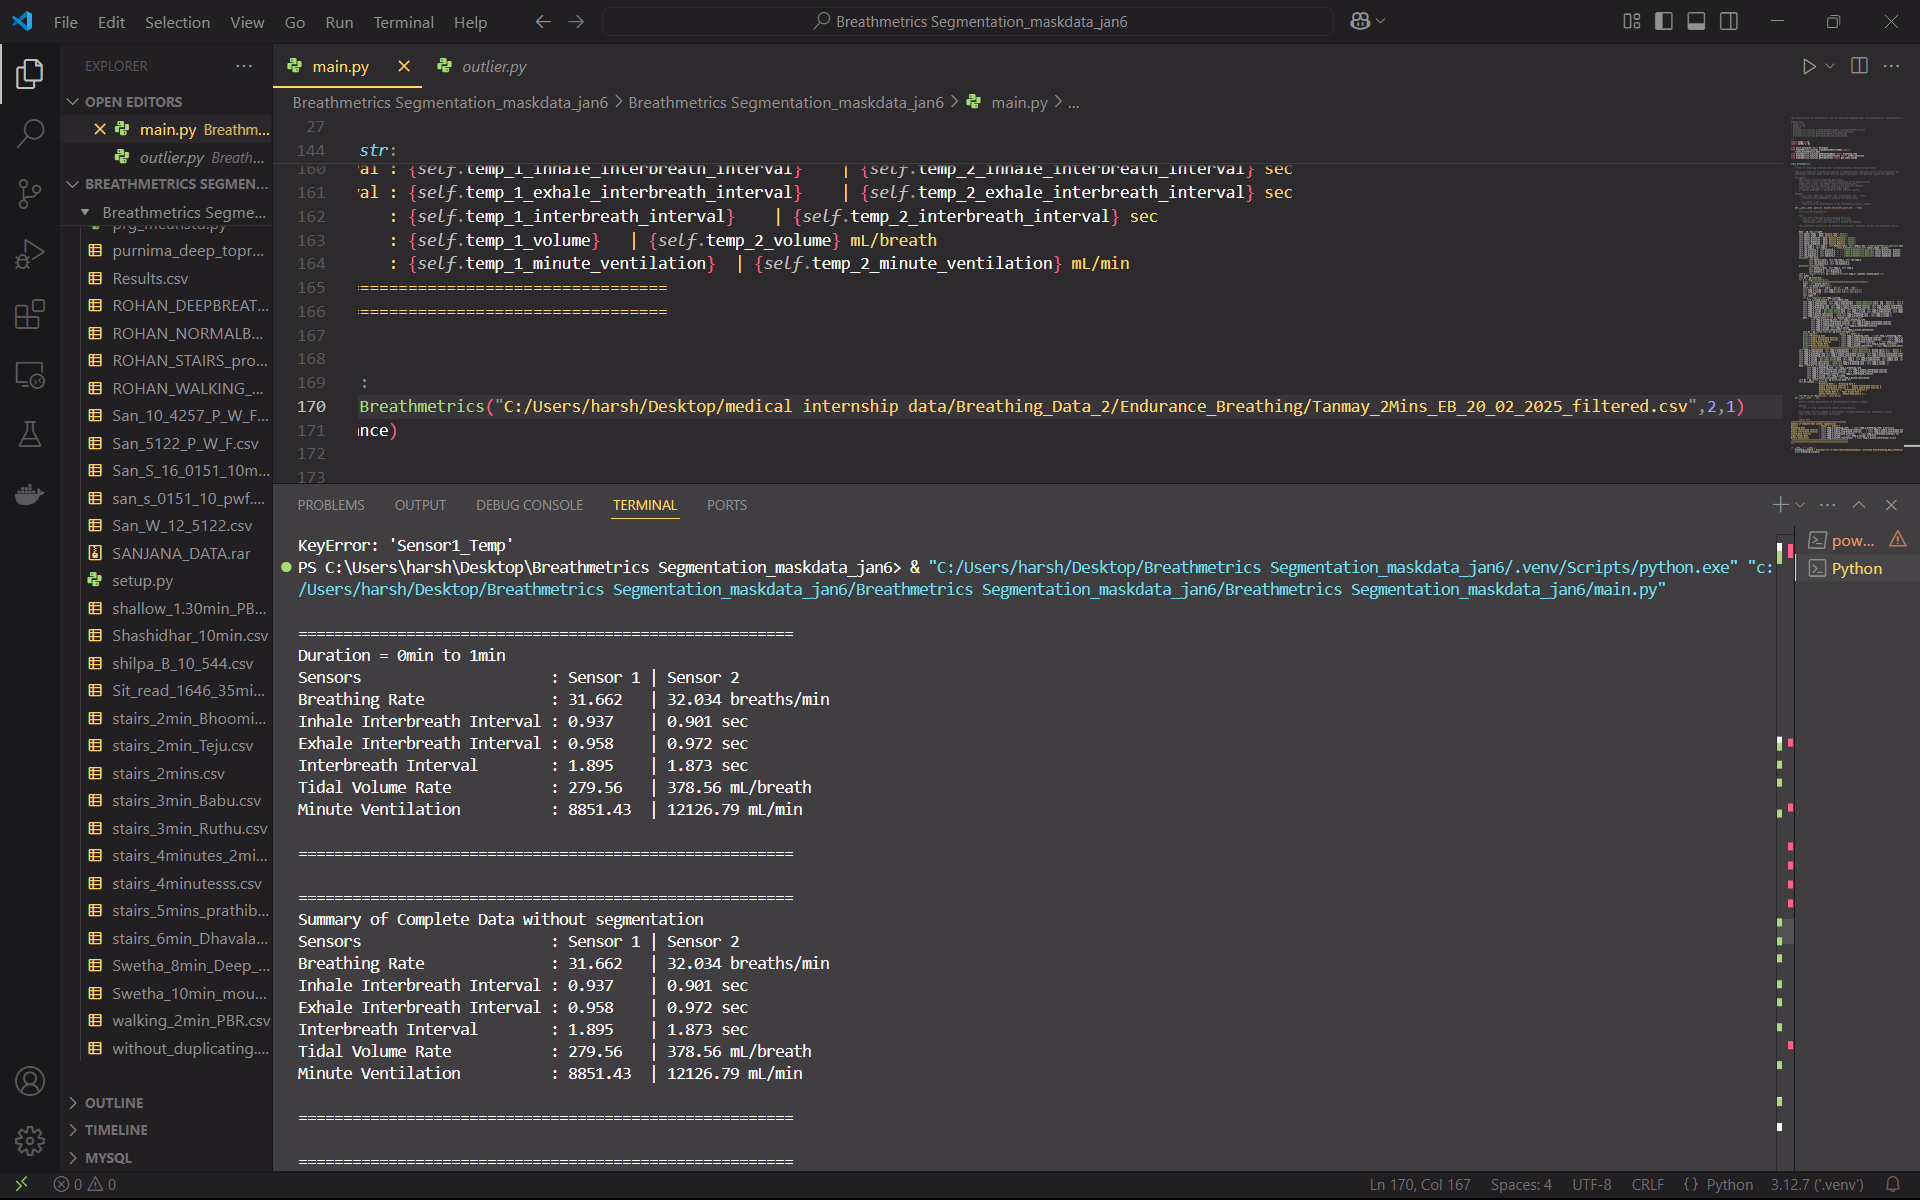 File Edit Selection View Go Run Terminal Help
Breathmetrics Segmentation_maskdata_jan6
EXPLORER
OPEN EDITORS
main.py Breathm...
outlier.py Breath...
BREATHMETRICS SEGMEN...
Breathmetrics Segme...
prg_meanstd.py
purnima_deep_topr...
Results.csv
ROHAN_DEEPBREAT...
ROHAN_NORMALB...
ROHAN_STAIRS_pro...
ROHAN_WALKING_...
San_10_4257_P_W_F...
San_5122_P_W_F.csv
San_S_16_0151_10m...
san_s_0151_10_pwf....
San_W_12_5122.csv
SANJANA_DATA.rar
setup.py
shallow_1.30min_PB...
Shashidhar_10min.csv
shilpa_B_10_544.csv
Sit_read_1646_35mi...
stairs_2min_Bhoomi...
stairs_2min_Teju.csv
stairs_2mins.csv
stairs_3min_Babu.csv
stairs_3min_Ruthu.csv
stairs_4minutes_2mi...
stairs_4minutesss.csv
stairs_5mins_prathib...
stairs_6min_Dhavala...
Swetha_8min_Deep_...
Swetha_10min_mou...
walking_2min_PBR.csv
without_duplicating....
OUTLINE
TIMELINE
MYSQL
main.py
outlier.py
Breathmetrics Segmentation_maskdata_jan6 > Breathmetrics Segmentation_maskdata_jan6 > main.py > ...
27
144 str:
160 val : {self.temp_1_inhale_interbreath_interval} | {self.temp_2_inhale_interbreath_interval} sec
161 val : {self.temp_1_exhale_interbreath_interval} | {self.temp_2_exhale_interbreath_interval} sec
162 : {self.temp_1_interbreath_interval} | {self.temp_2_interbreath_interval} sec
163 : {self.temp_1_volume} | {self.temp_2_volume} mL/breath
164 : {self.temp_1_minute_ventilation} | {self.temp_2_minute_ventilation} mL/min
165 ===============================
166 ===============================
167
168
169 :
170 Breathmetrics("C:/Users/harsh/Desktop/medical internship data/Breathing_Data_2/Endurance_Breathing/Tanmay_2Mins_EB_20_02_2025_filtered.csv",2,1)
171 nce)
172
173
PROBLEMS OUTPUT DEBUG CONSOLE TERMINAL PORTS
KeyError: 'Sensor1_Temp'
PS C:\Users\harsh\Desktop\Breathmetrics Segmentation_maskdata_jan6> & "C:/Users/harsh/Desktop/Breathmetrics Segmentation_maskdata_jan6/.venv/Scripts/python.exe" "c:
/Users/harsh/Desktop/Breathmetrics Segmentation_maskdata_jan6/Breathmetrics Segmentation_maskdata_jan6/Breathmetrics Segmentation_maskdata_jan6/main.py"
=======================================================
Duration = 0min to 1min
Sensors : Sensor 1 | Sensor 2
Breathing Rate : 31.662 | 32.034 breaths/min
Inhale Interbreath Interval : 0.937 | 0.901 sec
Exhale Interbreath Interval : 0.958 | 0.972 sec
Interbreath Interval : 1.895 | 1.873 sec
Tidal Volume Rate : 279.56 | 378.56 mL/breath
Minute Ventilation : 8851.43 | 12126.79 mL/min
=======================================================
=======================================================
Summary of Complete Data without segmentation
Sensors : Sensor 1 | Sensor 2
Breathing Rate : 31.662 | 32.034 breaths/min
Inhale Interbreath Interval : 0.937 | 0.901 sec
Exhale Interbreath Interval : 0.958 | 0.972 sec
Interbreath Interval : 1.895 | 1.873 sec
Tidal Volume Rate : 279.56 | 378.56 mL/breath
Minute Ventilation : 8851.43 | 12126.79 mL/min
=======================================================
=======================================================
pow...
Python
0 0
Ln 170, Col 167 Spaces: 4 UTF-8 CRLF {} Python 3.12.7 ('.venv')